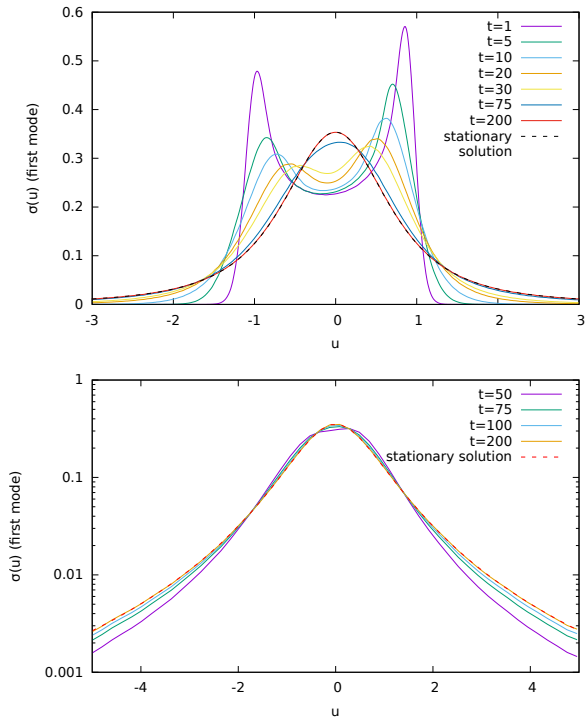 0.6
0.5
0.4
0.3
0.2
0.1
0
σ(u) (first mode)
t=1
t=5
t=10
t=20
t=30
t=75
t=200
stationary
solution
-3 -2 -1 0 1 2 3
u
1
0.1
0.01
0.001
σ(u) (first mode)
t=50
t=75
t=100
t=200
stationary solution
-4 -2 0 2 4
u